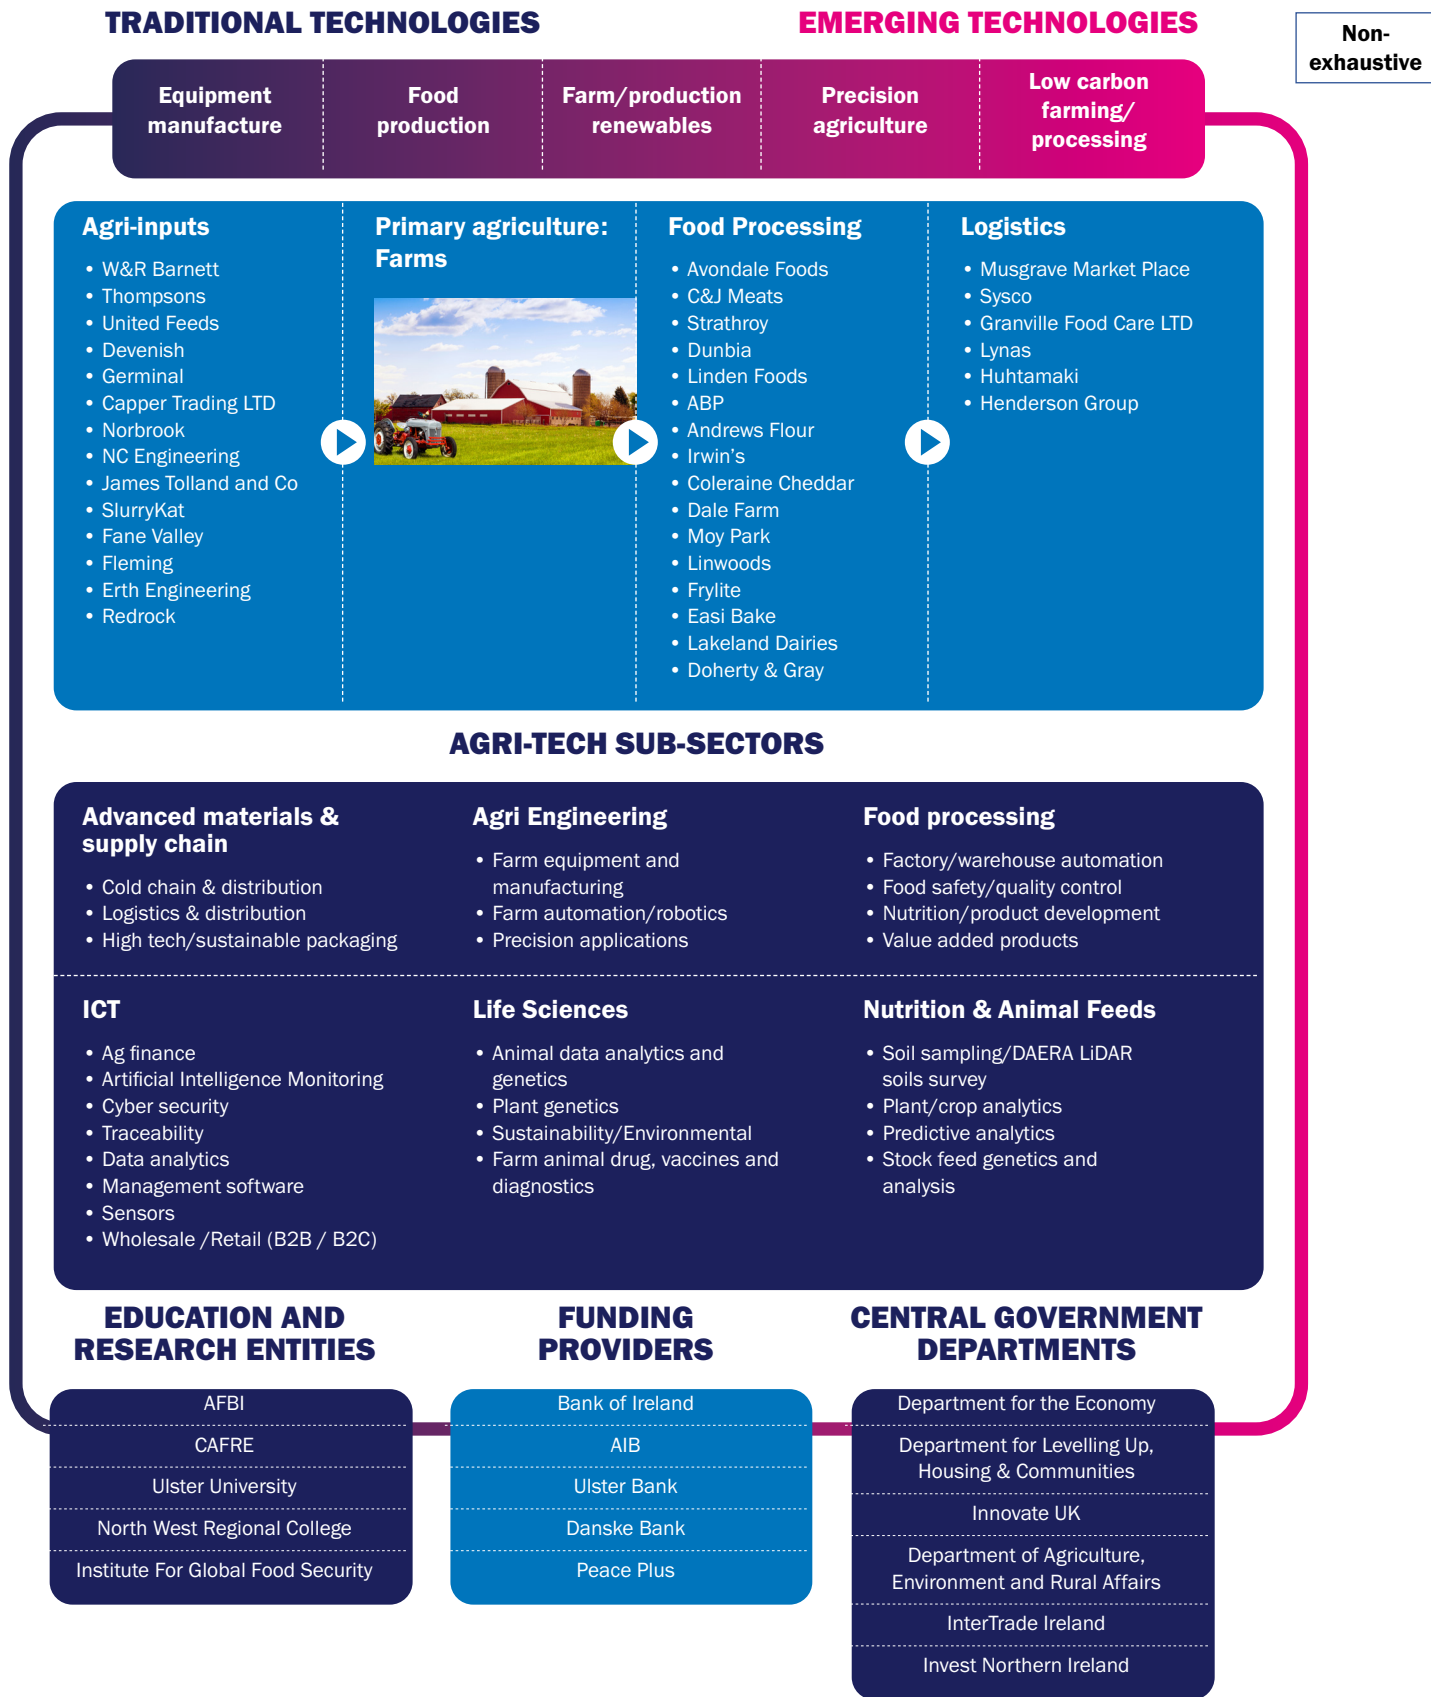 TRADITIONAL TECHNOLOGIES
EMERGING TECHNOLOGIES
Non-
exhaustive
Equipment
manufacture
Food
production
Farm/production
renewables
Precision
agriculture
Low carbon
farming/
processing
Agri-inputs
• W&R Barnett
• Thompsons
• United Feeds
• Devenish
• Germinal
• Capper Trading LTD
• Norbrook
• NC Engineering
• James Tolland and Co
• SlurryKat
• Fane Valley
• Fleming
• Erth Engineering
• Redrock
Primary agriculture:
Farms
Food Processing
• Avondale Foods
• C&J Meats
• Strathroy
• Dunbia
• Linden Foods
• ABP
• Andrews Flour
• Irwin's
• Coleraine Cheddar
• Dale Farm
• Moy Park
• Linwoods
• Frylite
• Easi Bake
• Lakeland Dairies
• Doherty & Gray
Logistics
• Musgrave Market Place
• Sysco
• Granville Food Care LTD
• Lynas
• Huhtamaki
• Henderson Group
AGRI-TECH SUB-SECTORS
Advanced materials &
supply chain
• Cold chain & distribution
• Logistics & distribution
• High tech/sustainable packaging
Agri Engineering
• Farm equipment and
manufacturing
• Farm automation/robotics
• Precision applications
Food processing
• Factory/warehouse automation
• Food safety/quality control
• Nutrition/product development
• Value added products
ICT
• Ag finance
• Artificial Intelligence Monitoring
• Cyber security
• Traceability
• Data analytics
• Management software
• Sensors
• Wholesale /Retail (B2B / B2C)
Life Sciences
• Animal data analytics and
genetics
• Plant genetics
• Sustainability/Environmental
• Farm animal drug, vaccines and
diagnostics
Nutrition & Animal Feeds
• Soil sampling/DAERA LiDAR
soils survey
• Plant/crop analytics
• Predictive analytics
• Stock feed genetics and
analysis
EDUCATION AND
RESEARCH ENTITIES
AFBI
CAFRE
Ulster University
North West Regional College
Institute For Global Food Security
FUNDING
PROVIDERS
Bank of Ireland
AIB
Ulster Bank
Danske Bank
Peace Plus
CENTRAL GOVERNMENT
DEPARTMENTS
Department for the Economy
Department for Levelling Up,
Housing & Communities
Innovate UK
Department of Agriculture,
Environment and Rural Affairs
InterTrade Ireland
Invest Northern Ireland